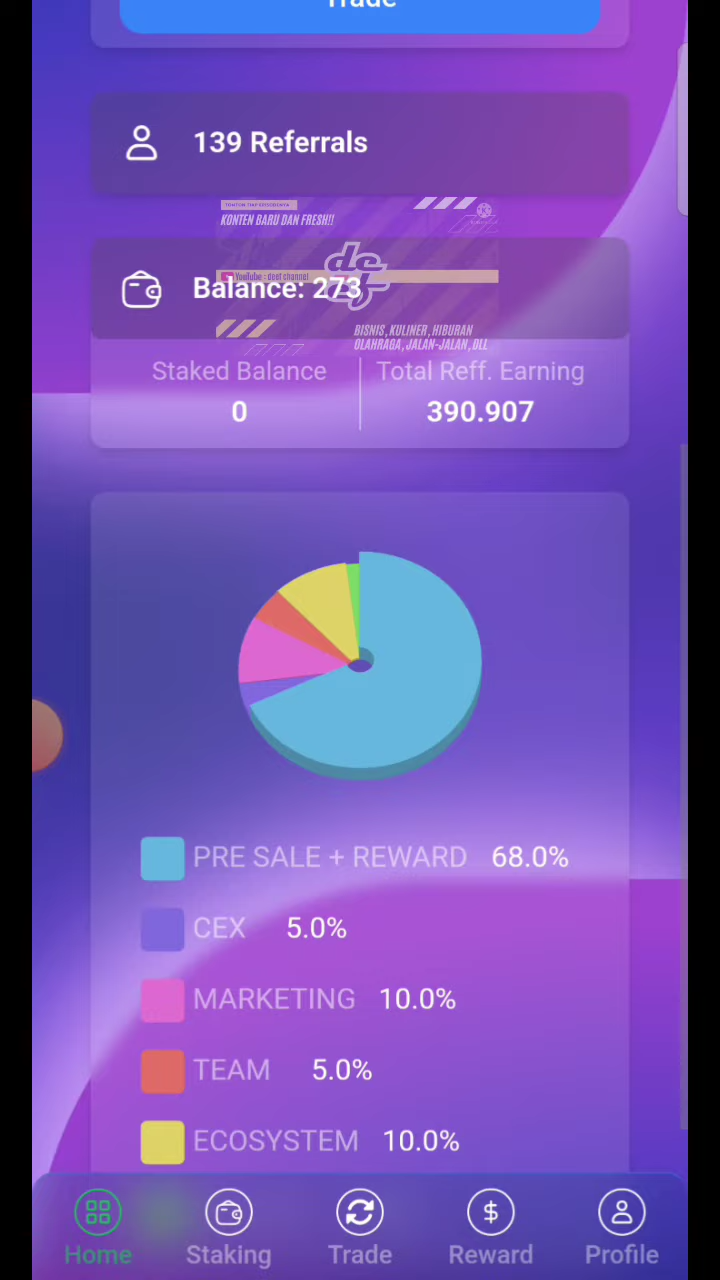 Trade
139 Referrals
TONTON TIAP EPISODENYA
KONTEN BARU DAN FRESH!!
YouTube : deef channel
Balance: 273
BISNIS, KULINER, HIBURAN
OLAHRAGA, JALAN-JALAN, DLL
Staked Balance
Total Reff. Earning
0
390.907
PRE SALE + REWARD 68.0%
CEX 5.0%
MARKETING 10.0%
TEAM 5.0%
ECOSYSTEM 10.0%
Home
Staking
Trade
Reward
Profile